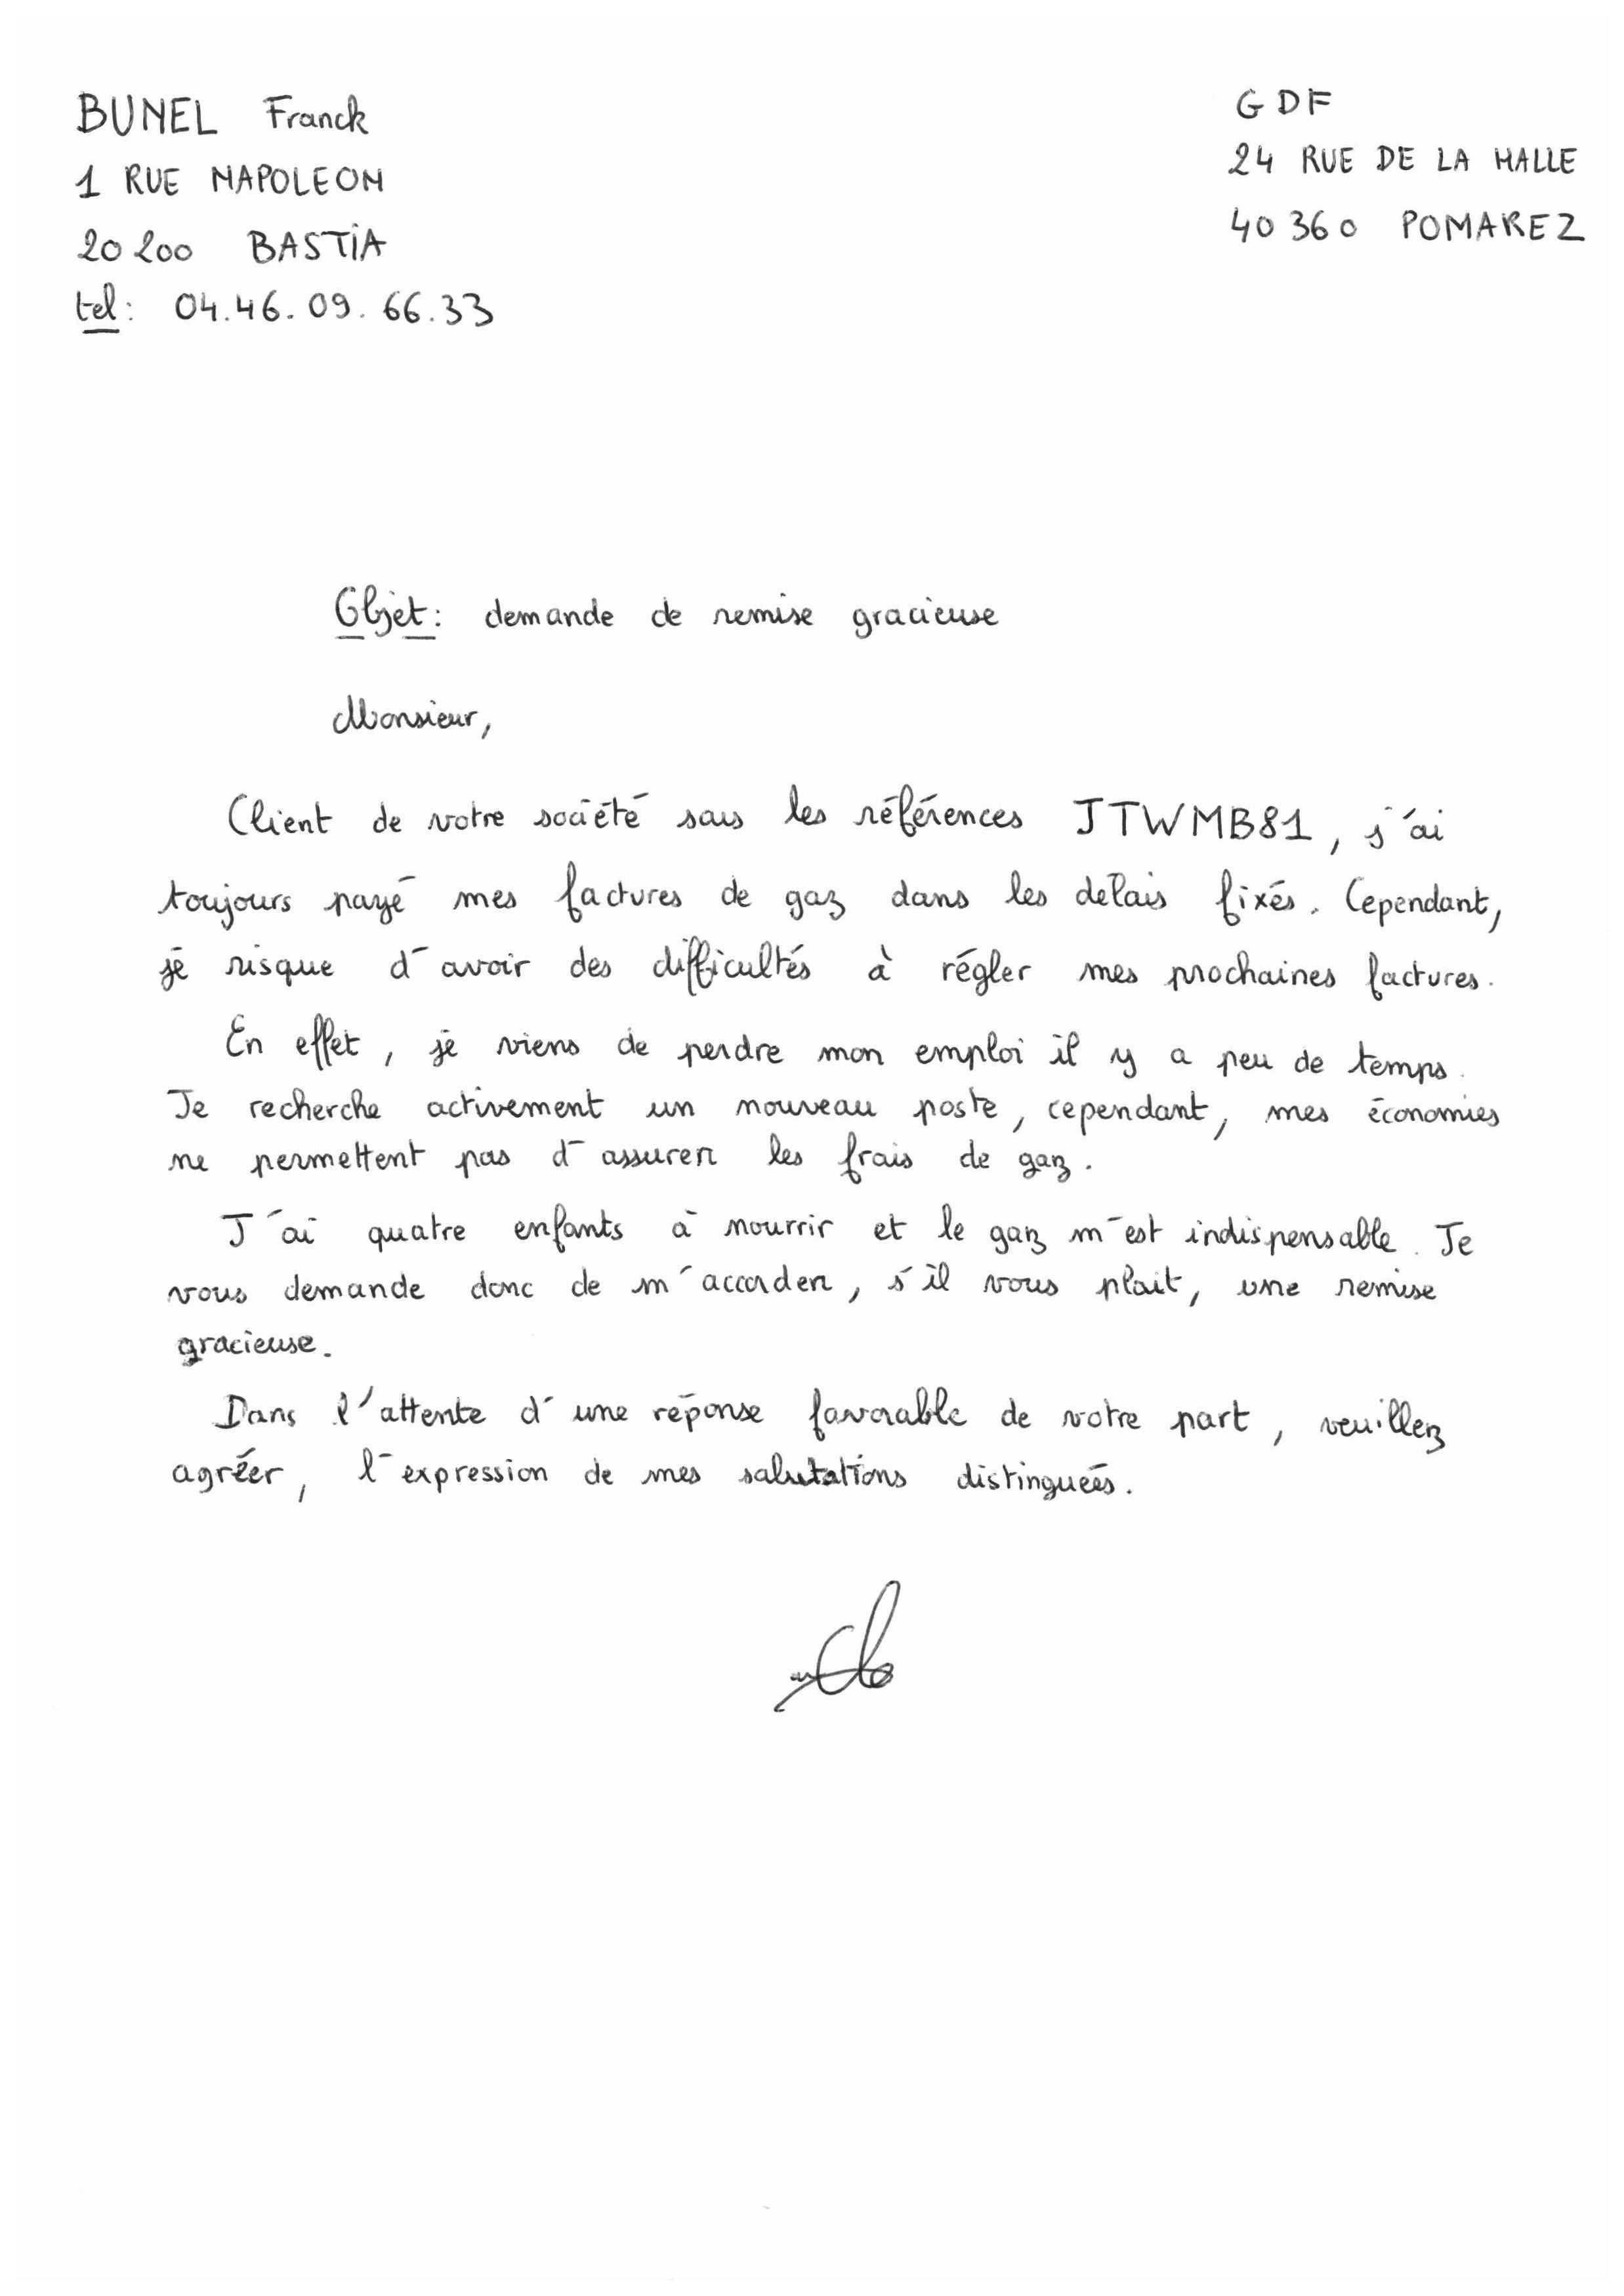 BUNEL Franck
1 RUE NAPOLEON
20 200 BASTIA
tel: 04.46.09.66.33
GDF
24 RUE DE LA HALLE
40 360 POMAREZ
Objet: demande de remise gracieuse
Monsieur,
Client de votre société sous les références JTWMB81, j'ai
toujours payé mes factures de gaz dans les délais fixés. Cependant,
je risque d'avoir des difficultés à régler mes prochaines factures.
En effet, je viens de perdre mon emploi il y a peu de temps.
Je recherche activement un nouveau poste, cependant, mes économies
ne permettent pas d'assurer les frais de gaz.
J'ai quatre enfants à nourrir et le gaz m'est indispensable. Je
vous demande donc de m'accorder, s'il vous plait, une remise
gracieuse.
Dans l'attente d'une réponse favorable de votre part, veuillez
agréer, l'expression de mes salutations distinguées.